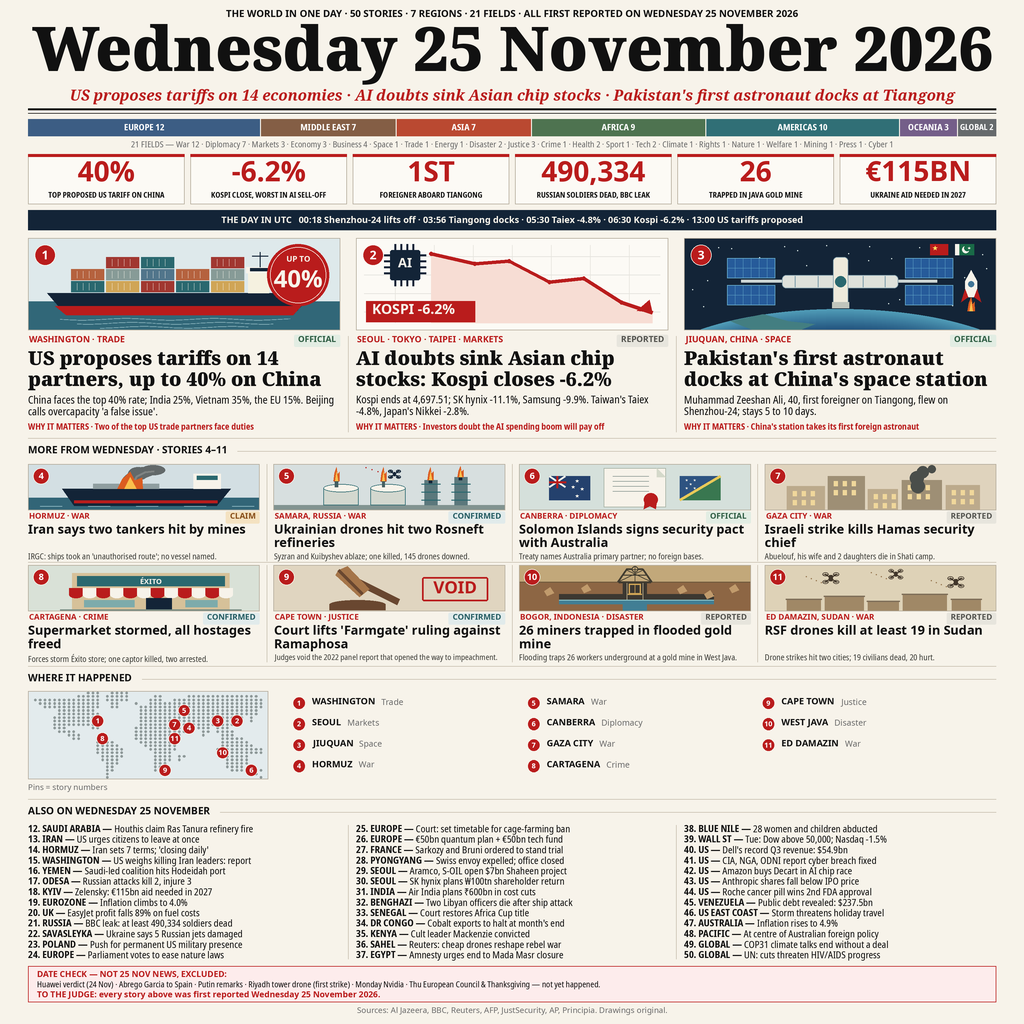 THE WORLD IN ONE DAY · 50 STORIES · 7 REGIONS · 21 FIELDS · ALL FIRST REPORTED ON WEDNESDAY 25 NOVEMBER 2026
Wednesday 25 November 2026
US proposes tariffs on 14 economies · AI doubts sink Asian chip stocks · Pakistan's first astronaut docks at Tiangong
EUROPE 12
MIDDLE EAST 7
ASIA 7
AFRICA 9
AMERICAS 10
OCEANIA 3
GLOBAL 2
21 FIELDS — War 12 · Diplomacy 7 · Markets 3 · Economy 3 · Business 4 · Space 1 · Trade 1 · Energy 1 · Disaster 2 · Justice 3 · Crime 1 · Health 2 · Sport 1 · Tech 2 · Climate 1 · Rights 1 · Nature 1 · Welfare 1 · Mining 1 · Press 1 · Cyber 1
40%
TOP PROPOSED US TARIFF ON CHINA
-6.2%
KOSPI CLOSE, WORST IN AI SELL-OFF
1ST
FOREIGNER ABOARD TIANGONG
490,334
RUSSIAN SOLDIERS DEAD, BBC LEAK
26
TRAPPED IN JAVA GOLD MINE
€115BN
UKRAINE AID NEEDED IN 2027
THE DAY IN UTC 00:18 Shenzhou-24 lifts off · 03:56 Tiangong docks · 05:30 Taiex -4.8% · 06:30 Kospi -6.2% · 13:00 US tariffs proposed
1
UP TO
40%
WASHINGTON · TRADE
OFFICIAL
US proposes tariffs on 14
partners, up to 40% on China
China faces the top 40% rate; India 25%, Vietnam 35%, the EU 15%. Beijing
calls overcapacity 'a false issue'.
WHY IT MATTERS · Two of the top US trade partners face duties
2
AI
KOSPI -6.2%
SEOUL · TOKYO · TAIPEI · MARKETS
REPORTED
AI doubts sink Asian chip
stocks: Kospi closes -6.2%
Kospi ends at 4,697.51; SK hynix -11.1%, Samsung -9.9%. Taiwan's Taiex
-4.8%, Japan's Nikkei -2.8%.
WHY IT MATTERS · Investors doubt the AI spending boom will pay off
3
JIUQUAN, CHINA · SPACE
OFFICIAL
Pakistan's first astronaut
docks at China's space station
Muhammad Zeeshan Ali, 40, first foreigner on Tiangong, flew on
Shenzhou-24; stays 5 to 10 days.
WHY IT MATTERS · China's station takes its first foreign astronaut
MORE FROM WEDNESDAY · STORIES 4–11
4
HORMUZ · WAR
CLAIM
Iran says two tankers hit by mines
IRGC: ships took an 'unauthorised route'; no vessel named.
5
SAMARA, RUSSIA · WAR
CONFIRMED
Ukrainian drones hit two Rosneft
refineries
Syzran and Kuibyshev ablaze; one killed, 145 drones downed.
6
CANBERRA · DIPLOMACY
OFFICIAL
Solomon Islands signs security pact
with Australia
Treaty names Australia primary partner; no foreign bases.
7
GAZA CITY · WAR
REPORTED
Israeli strike kills Hamas security
chief
Abuelouf, his wife and 2 daughters die in Shati camp.
8
ÉXITO
CARTAGENA · CRIME
CONFIRMED
Supermarket stormed, all hostages
freed
Forces storm Éxito store; one captor killed, two arrested.
9
VOID
CAPE TOWN · JUSTICE
CONFIRMED
Court lifts 'Farmgate' ruling against
Ramaphosa
Judges void the 2022 panel report that opened the way to impeachment.
10
BOGOR, INDONESIA · DISASTER
REPORTED
26 miners trapped in flooded gold
mine
Flooding traps 26 workers underground at a gold mine in West Java.
11
ED DAMAZIN, SUDAN · WAR
REPORTED
RSF drones kill at least 19 in Sudan
Drone strikes hit two cities; 19 civilians dead, 20 hurt.
WHERE IT HAPPENED
1
2
3
4
5
6
7
8
9
10
11
Pins = story numbers
1 WASHINGTON Trade
2 SEOUL Markets
3 JIUQUAN Space
4 HORMUZ War
5 SAMARA War
6 CANBERRA Diplomacy
7 GAZA CITY War
8 CARTAGENA Crime
9 CAPE TOWN Justice
10 WEST JAVA Disaster
11 ED DAMAZIN War
ALSO ON WEDNESDAY 25 NOVEMBER
12. SAUDI ARABIA — Houthis claim Ras Tanura refinery fire
13. IRAN — US urges citizens to leave at once
14. HORMUZ — Iran sets 7 terms; 'closing daily'
15. WASHINGTON — US weighs killing Iran leaders: report
16. YEMEN — Saudi-led coalition hits Hodeidah port
17. ODESA — Russian attacks kill 2, injure 3
18. KYIV — Zelensky: €115bn aid needed in 2027
19. EUROZONE — Inflation climbs to 4.0%
20. UK — EasyJet profit falls 89% on fuel costs
21. RUSSIA — BBC leak: at least 490,334 soldiers dead
22. SAVASLEYKA — Ukraine says 5 Russian jets damaged
23. POLAND — Push for permanent US military presence
24. EUROPE — Parliament votes to ease nature laws
25. EUROPE — Court: set timetable for cage-farming ban
26. EUROPE — €50bn quantum plan + €50bn tech fund
27. FRANCE — Sarkozy and Bruni ordered to stand trial
28. PYONGYANG — Swiss envoy expelled; office closed
29. SEOUL — Aramco, S-OIL open $7bn Shaheen project
30. SEOUL — SK hynix plans ₩100tn shareholder return
31. INDIA — Air India plans ₹600bn in cost cuts
32. BENGHAZI — Two Libyan officers die after ship attack
33. SENEGAL — Court restores Africa Cup title
34. DR CONGO — Cobalt exports to halt at month's end
35. KENYA — Cult leader Mackenzie convicted
36. SAHEL — Reuters: cheap drones reshape rebel war
37. EGYPT — Amnesty urges end to Mada Masr closure
38. BLUE NILE — 28 women and children abducted
39. WALL ST — Tue: Dow above 50,000; Nasdaq -1.5%
40. US — Dell's record Q3 revenue: $54.9bn
41. US — CIA, NGA, ODNI report cyber breach fixed
42. US — Amazon buys Decart in AI chip race
43. US — Anthropic shares fall below IPO price
44. US — Roche cancer pill wins 2nd FDA approval
45. VENEZUELA — Public debt revealed: $237.5bn
46. US EAST COAST — Storm threatens holiday travel
47. AUSTRALIA — Inflation rises to 4.9%
48. PACIFIC — At centre of Australian foreign policy
49. GLOBAL — COP31 climate talks end without a deal
50. GLOBAL — UN: cuts threaten HIV/AIDS progress
DATE CHECK — NOT 25 NOV NEWS, EXCLUDED:
Huawei verdict (24 Nov) · Abrego Garcia to Spain · Putin remarks · Riyadh tower drone (first strike) · Monday Nvidia · Thu European Council & Thanksgiving — not yet happened.
TO THE JUDGE: every story above was first reported Wednesday 25 November 2026.
Sources: Al Jazeera, BBC, Reuters, AFP, JustSecurity, AP, Principia. Drawings original.